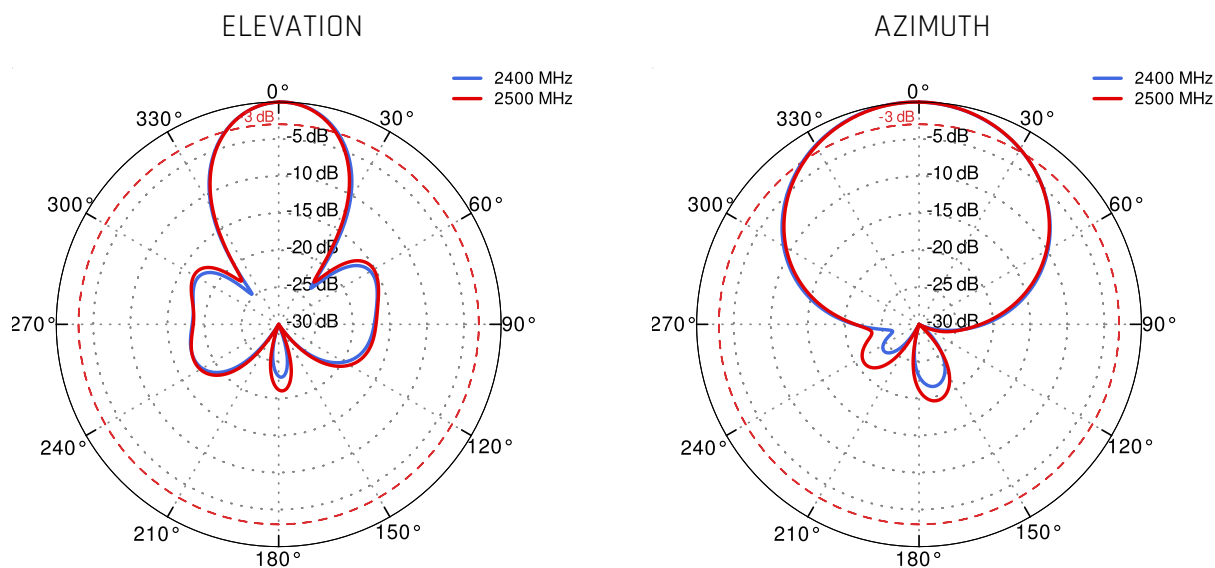 ELEVATION
2400 MHz
2500 MHz
0°
330° 30°
3 dB
-5 dB
-10 dB
300° 60°
-15 dB
-20 dB
-25 dB
270° -30 dB 90°
240° 120°
210° 150°
180°
AZIMUTH
2400 MHz
2500 MHz
0°
330° 30°
-3 dB
-5 dB
-10 dB
300° 60°
-15 dB
-20 dB
-25 dB
270° -30 dB 90°
240° 120°
210° 150°
180°